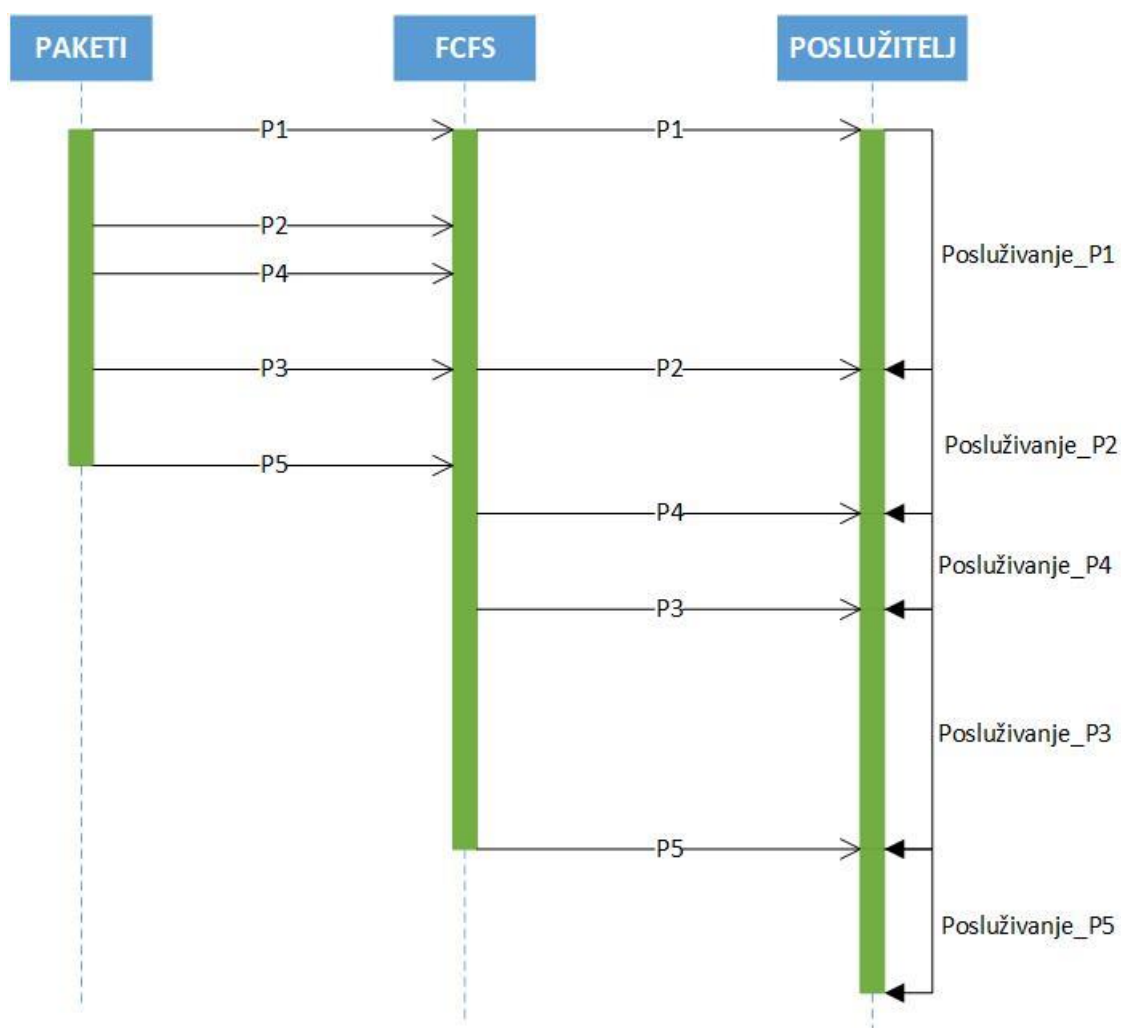 PAKETI
FCFS
POSLUŽITELJ
P1
P1
P2
Posluživanje_P1
P4
P3
P2
Posluživanje_P2
P5
P4
Posluživanje_P4
P3
Posluživanje_P3
P5
Posluživanje_P5